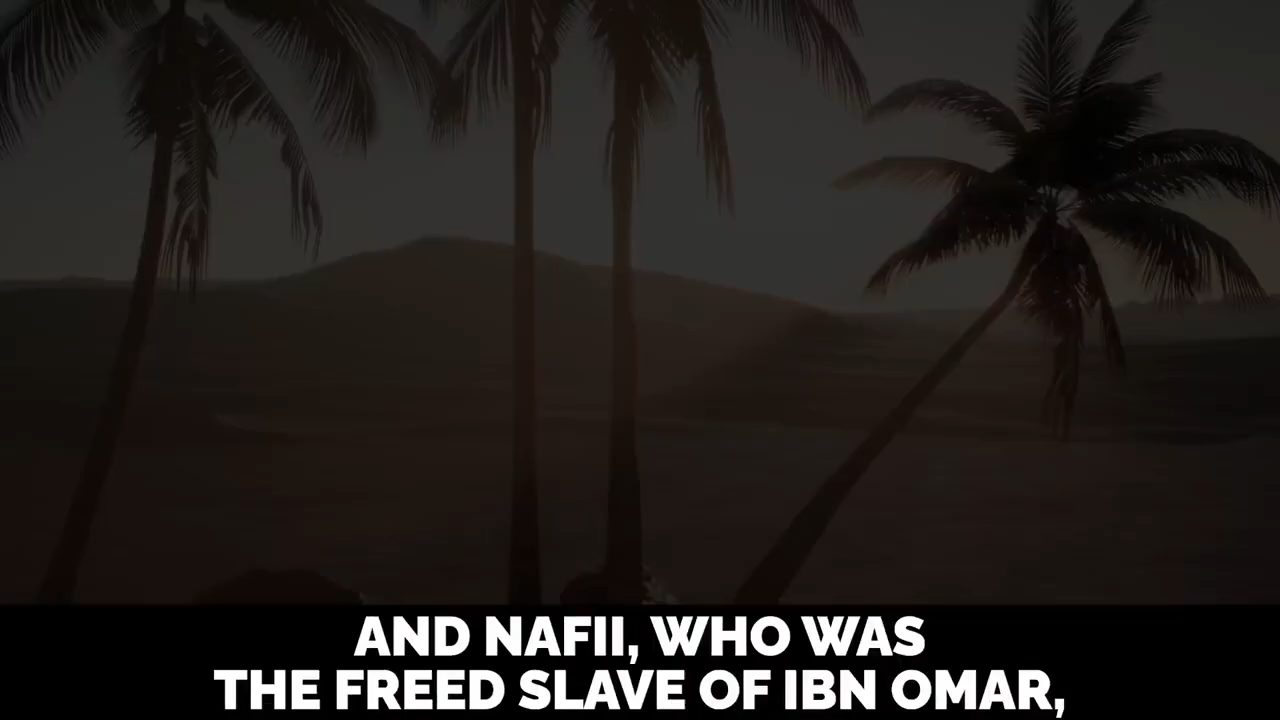 AND NAFII, WHO WAS
THE FREED SLAVE OF IBN OMAR,